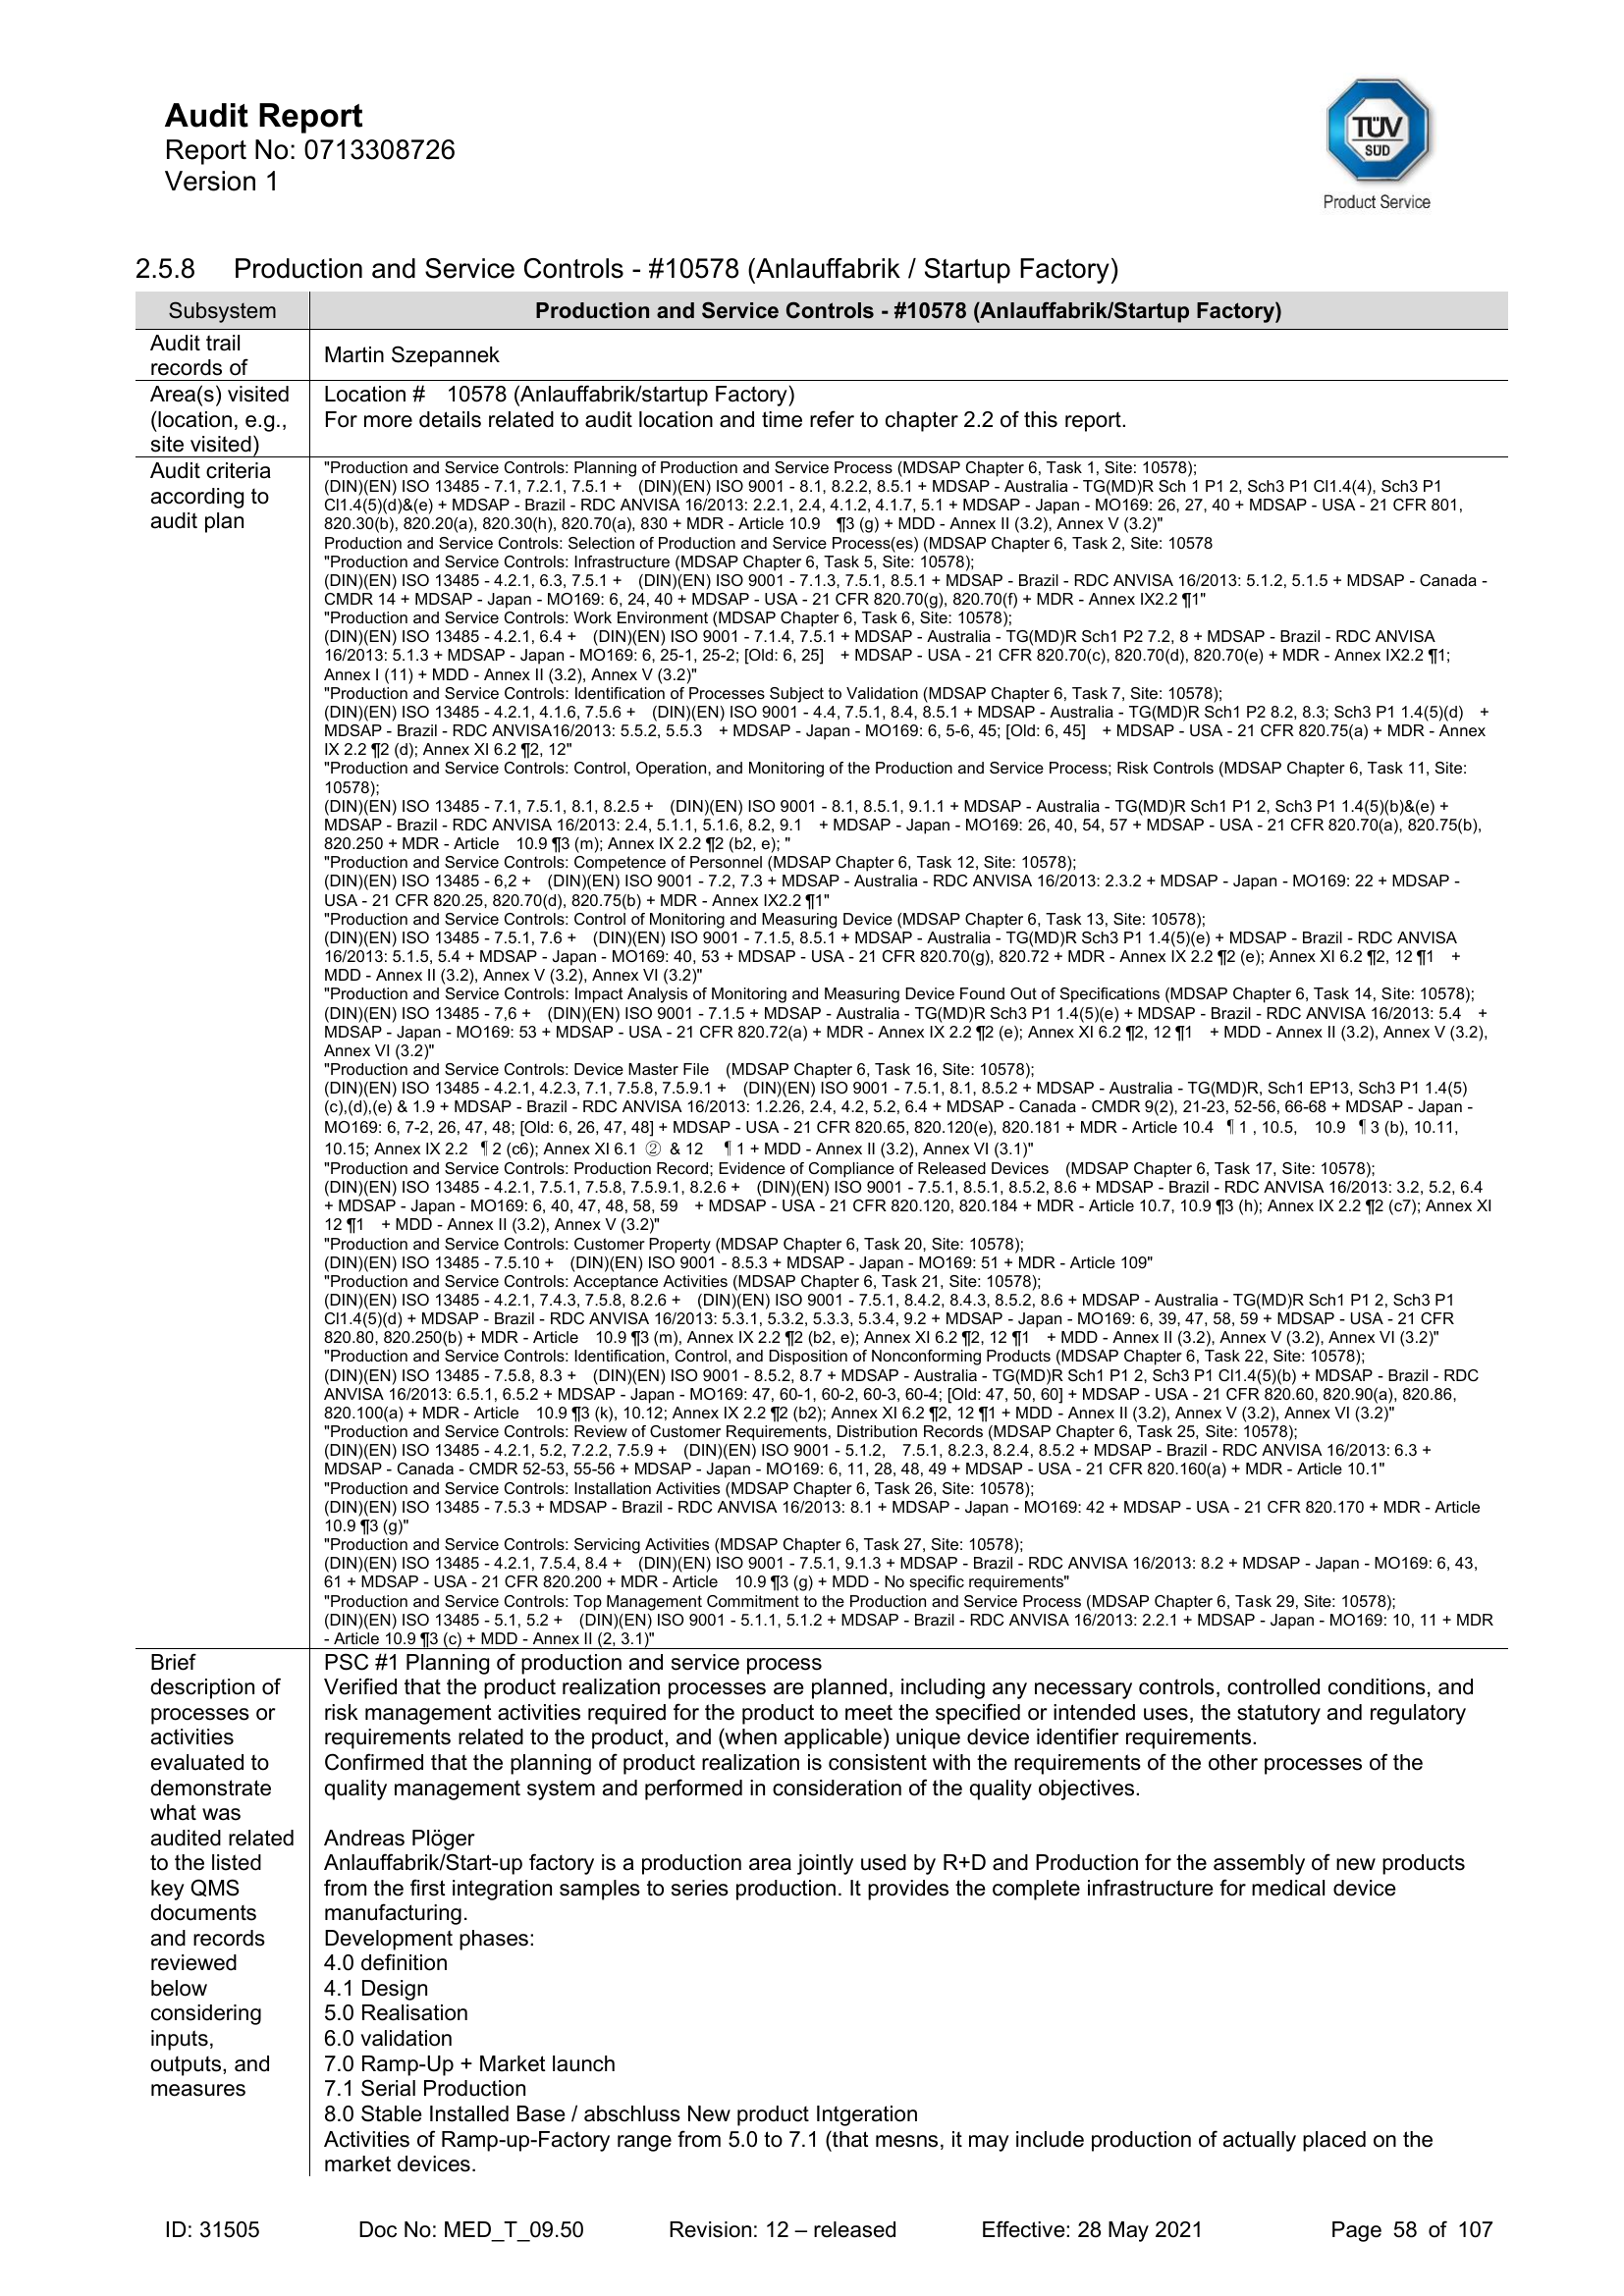 Audit Report
Report No: 0713308726
Version 1
TÜV
SÜD
Product Service
2.5.8 Production and Service Controls - #10578 (Anlauffabrik / Startup Factory)
Subsystem
Production and Service Controls - #10578 (Anlauffabrik/Startup Factory)
Audit trail
records of
Martin Szepannek
Area(s) visited
(location, e.g.,
site visited)
Location # 10578 (Anlauffabrik/startup Factory)
For more details related to audit location and time refer to chapter 2.2 of this report.
Audit criteria
according to
audit plan
"Production and Service Controls: Planning of Production and Service Process (MDSAP Chapter 6, Task 1, Site: 10578);
(DIN)(EN) ISO 13485 - 7.1, 7.2.1, 7.5.1 + (DIN)(EN) ISO 9001 - 8.1, 8.2.2, 8.5.1 + MDSAP - Australia - TG(MD)R Sch 1 P1 2, Sch3 P1 Cl1.4(4), Sch3 P1
Cl1.4(5)(d)&(e) + MDSAP - Brazil - RDC ANVISA 16/2013: 2.2.1, 2.4, 4.1.2, 4.1.7, 5.1 + MDSAP - Japan - MO169: 26, 27, 40 + MDSAP - USA - 21 CFR 801,
820.30(b), 820.20(a), 820.30(h), 820.70(a), 830 + MDR - Article 10.9 ¶3 (g) + MDD - Annex II (3.2), Annex V (3.2)"
Production and Service Controls: Selection of Production and Service Process(es) (MDSAP Chapter 6, Task 2, Site: 10578
"Production and Service Controls: Infrastructure (MDSAP Chapter 6, Task 5, Site: 10578);
(DIN)(EN) ISO 13485 - 4.2.1, 6.3, 7.5.1 + (DIN)(EN) ISO 9001 - 7.1.3, 7.5.1, 8.5.1 + MDSAP - Brazil - RDC ANVISA 16/2013: 5.1.2, 5.1.5 + MDSAP - Canada -
CMDR 14 + MDSAP - Japan - MO169: 6, 24, 40 + MDSAP - USA - 21 CFR 820.70(g), 820.70(f) + MDR - Annex IX2.2 ¶1"
"Production and Service Controls: Work Environment (MDSAP Chapter 6, Task 6, Site: 10578);
(DIN)(EN) ISO 13485 - 4.2.1, 6.4 + (DIN)(EN) ISO 9001 - 7.1.4, 7.5.1 + MDSAP - Australia - TG(MD)R Sch1 P2 7.2, 8 + MDSAP - Brazil - RDC ANVISA
16/2013: 5.1.3 + MDSAP - Japan - MO169: 6, 25-1, 25-2; [Old: 6, 25] + MDSAP - USA - 21 CFR 820.70(c), 820.70(d), 820.70(e) + MDR - Annex IX2.2 ¶1;
Annex I (11) + MDD - Annex II (3.2), Annex V (3.2)"
"Production and Service Controls: Identification of Processes Subject to Validation (MDSAP Chapter 6, Task 7, Site: 10578);
(DIN)(EN) ISO 13485 - 4.2.1, 4.1.6, 7.5.6 + (DIN)(EN) ISO 9001 - 4.4, 7.5.1, 8.4, 8.5.1 + MDSAP - Australia - TG(MD)R Sch1 P2 8.2, 8.3; Sch3 P1 1.4(5)(d) +
MDSAP - Brazil - RDC ANVISA16/2013: 5.5.2, 5.5.3 + MDSAP - Japan - MO169: 6, 5-6, 45; [Old: 6, 45] + MDSAP - USA - 21 CFR 820.75(a) + MDR - Annex
IX 2.2 ¶2 (d); Annex XI 6.2 ¶2, 12"
"Production and Service Controls: Control, Operation, and Monitoring of the Production and Service Process; Risk Controls (MDSAP Chapter 6, Task 11, Site:
10578);
(DIN)(EN) ISO 13485 - 7.1, 7.5.1, 8.1, 8.2.5 + (DIN)(EN) ISO 9001 - 8.1, 8.5.1, 9.1.1 + MDSAP - Australia - TG(MD)R Sch1 P1 2, Sch3 P1 1.4(5)(b)&(e) +
MDSAP - Brazil - RDC ANVISA 16/2013: 2.4, 5.1.1, 5.1.6, 8.2, 9.1 + MDSAP - Japan - MO169: 26, 40, 54, 57 + MDSAP - USA - 21 CFR 820.70(a), 820.75(b),
820.250 + MDR - Article 10.9 ¶3 (m); Annex IX 2.2 ¶2 (b2, e); "
"Production and Service Controls: Competence of Personnel (MDSAP Chapter 6, Task 12, Site: 10578);
(DIN)(EN) ISO 13485 - 6,2 + (DIN)(EN) ISO 9001 - 7.2, 7.3 + MDSAP - Australia - RDC ANVISA 16/2013: 2.3.2 + MDSAP - Japan - MO169: 22 + MDSAP -
USA - 21 CFR 820.25, 820.70(d), 820.75(b) + MDR - Annex IX2.2 ¶1"
"Production and Service Controls: Control of Monitoring and Measuring Device (MDSAP Chapter 6, Task 13, Site: 10578);
(DIN)(EN) ISO 13485 - 7.5.1, 7.6 + (DIN)(EN) ISO 9001 - 7.1.5, 8.5.1 + MDSAP - Australia - TG(MD)R Sch3 P1 1.4(5)(e) + MDSAP - Brazil - RDC ANVISA
16/2013: 5.1.5, 5.4 + MDSAP - Japan - MO169: 40, 53 + MDSAP - USA - 21 CFR 820.70(g), 820.72 + MDR - Annex IX 2.2 ¶2 (e); Annex XI 6.2 ¶2, 12 ¶1 +
MDD - Annex II (3.2), Annex V (3.2), Annex VI (3.2)"
"Production and Service Controls: Impact Analysis of Monitoring and Measuring Device Found Out of Specifications (MDSAP Chapter 6, Task 14, Site: 10578);
(DIN)(EN) ISO 13485 - 7,6 + (DIN)(EN) ISO 9001 - 7.1.5 + MDSAP - Australia - TG(MD)R Sch3 P1 1.4(5)(e) + MDSAP - Brazil - RDC ANVISA 16/2013: 5.4 +
MDSAP - Japan - MO169: 53 + MDSAP - USA - 21 CFR 820.72(a) + MDR - Annex IX 2.2 ¶2 (e); Annex XI 6.2 ¶2, 12 ¶1 + MDD - Annex II (3.2), Annex V (3.2),
Annex VI (3.2)"
"Production and Service Controls: Device Master File (MDSAP Chapter 6, Task 16, Site: 10578);
(DIN)(EN) ISO 13485 - 4.2.1, 4.2.3, 7.1, 7.5.8, 7.5.9.1 + (DIN)(EN) ISO 9001 - 7.5.1, 8.1, 8.5.2 + MDSAP - Australia - TG(MD)R, Sch1 EP13, Sch3 P1 1.4(5)
(c),(d),(e) & 1.9 + MDSAP - Brazil - RDC ANVISA 16/2013: 1.2.26, 2.4, 4.2, 5.2, 6.4 + MDSAP - Canada - CMDR 9(2), 21-23, 52-56, 66-68 + MDSAP - Japan -
MO169: 6, 7-2, 26, 47, 48; [Old: 6, 26, 47, 48] + MDSAP - USA - 21 CFR 820.65, 820.120(e), 820.181 + MDR - Article 10.4 ¶ 1 , 10.5, 10.9 ¶ 3 (b), 10.11,
10.15; Annex IX 2.2 ¶ 2 (c6); Annex XI 6.1 ② & 12 ¶ 1 + MDD - Annex II (3.2), Annex VI (3.1)"
"Production and Service Controls: Production Record; Evidence of Compliance of Released Devices (MDSAP Chapter 6, Task 17, Site: 10578);
(DIN)(EN) ISO 13485 - 4.2.1, 7.5.1, 7.5.8, 7.5.9.1, 8.2.6 + (DIN)(EN) ISO 9001 - 7.5.1, 8.5.1, 8.5.2, 8.6 + MDSAP - Brazil - RDC ANVISA 16/2013: 3.2, 5.2, 6.4
+ MDSAP - Japan - MO169: 6, 40, 47, 48, 58, 59 + MDSAP - USA - 21 CFR 820.120, 820.184 + MDR - Article 10.7, 10.9 ¶3 (h); Annex IX 2.2 ¶2 (c7); Annex XI
12 ¶1 + MDD - Annex II (3.2), Annex V (3.2)"
"Production and Service Controls: Customer Property (MDSAP Chapter 6, Task 20, Site: 10578);
(DIN)(EN) ISO 13485 - 7.5.10 + (DIN)(EN) ISO 9001 - 8.5.3 + MDSAP - Japan - MO169: 51 + MDR - Article 109"
"Production and Service Controls: Acceptance Activities (MDSAP Chapter 6, Task 21, Site: 10578);
(DIN)(EN) ISO 13485 - 4.2.1, 7.4.3, 7.5.8, 8.2.6 + (DIN)(EN) ISO 9001 - 7.5.1, 8.4.2, 8.4.3, 8.5.2, 8.6 + MDSAP - Australia - TG(MD)R Sch1 P1 2, Sch3 P1
Cl1.4(5)(d) + MDSAP - Brazil - RDC ANVISA 16/2013: 5.3.1, 5.3.2, 5.3.3, 5.3.4, 9.2 + MDSAP - Japan - MO169: 6, 39, 47, 58, 59 + MDSAP - USA - 21 CFR
820.80, 820.250(b) + MDR - Article 10.9 ¶3 (m), Annex IX 2.2 ¶2 (b2, e); Annex XI 6.2 ¶2, 12 ¶1 + MDD - Annex II (3.2), Annex V (3.2), Annex VI (3.2)"
"Production and Service Controls: Identification, Control, and Disposition of Nonconforming Products (MDSAP Chapter 6, Task 22, Site: 10578);
(DIN)(EN) ISO 13485 - 7.5.8, 8.3 + (DIN)(EN) ISO 9001 - 8.5.2, 8.7 + MDSAP - Australia - TG(MD)R Sch1 P1 2, Sch3 P1 Cl1.4(5)(b) + MDSAP - Brazil - RDC
ANVISA 16/2013: 6.5.1, 6.5.2 + MDSAP - Japan - MO169: 47, 60-1, 60-2, 60-3, 60-4; [Old: 47, 50, 60] + MDSAP - USA - 21 CFR 820.60, 820.90(a), 820.86,
820.100(a) + MDR - Article 10.9 ¶3 (k), 10.12; Annex IX 2.2 ¶2 (b2); Annex XI 6.2 ¶2, 12 ¶1 + MDD - Annex II (3.2), Annex V (3.2), Annex VI (3.2)"
"Production and Service Controls: Review of Customer Requirements, Distribution Records (MDSAP Chapter 6, Task 25, Site: 10578);
(DIN)(EN) ISO 13485 - 4.2.1, 5.2, 7.2.2, 7.5.9 + (DIN)(EN) ISO 9001 - 5.1.2, 7.5.1, 8.2.3, 8.2.4, 8.5.2 + MDSAP - Brazil - RDC ANVISA 16/2013: 6.3 +
MDSAP - Canada - CMDR 52-53, 55-56 + MDSAP - Japan - MO169: 6, 11, 28, 48, 49 + MDSAP - USA - 21 CFR 820.160(a) + MDR - Article 10.1"
"Production and Service Controls: Installation Activities (MDSAP Chapter 6, Task 26, Site: 10578);
(DIN)(EN) ISO 13485 - 7.5.3 + MDSAP - Brazil - RDC ANVISA 16/2013: 8.1 + MDSAP - Japan - MO169: 42 + MDSAP - USA - 21 CFR 820.170 + MDR - Article
10.9 ¶3 (g)"
"Production and Service Controls: Servicing Activities (MDSAP Chapter 6, Task 27, Site: 10578);
(DIN)(EN) ISO 13485 - 4.2.1, 7.5.4, 8.4 + (DIN)(EN) ISO 9001 - 7.5.1, 9.1.3 + MDSAP - Brazil - RDC ANVISA 16/2013: 8.2 + MDSAP - Japan - MO169: 6, 43,
61 + MDSAP - USA - 21 CFR 820.200 + MDR - Article 10.9 ¶3 (g) + MDD - No specific requirements"
"Production and Service Controls: Top Management Commitment to the Production and Service Process (MDSAP Chapter 6, Task 29, Site: 10578);
(DIN)(EN) ISO 13485 - 5.1, 5.2 + (DIN)(EN) ISO 9001 - 5.1.1, 5.1.2 + MDSAP - Brazil - RDC ANVISA 16/2013: 2.2.1 + MDSAP - Japan - MO169: 10, 11 + MDR
- Article 10.9 ¶3 (c) + MDD - Annex II (2, 3.1)"
Brief
description of
processes or
activities
evaluated to
demonstrate
what was
audited related
to the listed
key QMS
documents
and records
reviewed
below
considering
inputs,
outputs, and
measures
PSC #1 Planning of production and service process
Verified that the product realization processes are planned, including any necessary controls, controlled conditions, and
risk management activities required for the product to meet the specified or intended uses, the statutory and regulatory
requirements related to the product, and (when applicable) unique device identifier requirements.
Confirmed that the planning of product realization is consistent with the requirements of the other processes of the
quality management system and performed in consideration of the quality objectives.
Andreas Plöger
Anlauffabrik/Start-up factory is a production area jointly used by R+D and Production for the assembly of new products
from the first integration samples to series production. It provides the complete infrastructure for medical device
manufacturing.
Development phases:
4.0 definition
4.1 Design
5.0 Realisation
6.0 validation
7.0 Ramp-Up + Market launch
7.1 Serial Production
8.0 Stable Installed Base / abschluss New product Intgeration
Activities of Ramp-up-Factory range from 5.0 to 7.1 (that mesns, it may include production of actually placed on the
market devices.
ID: 31505 Doc No: MED_T_09.50 Revision: 12 – released Effective: 28 May 2021 Page 58 of 107